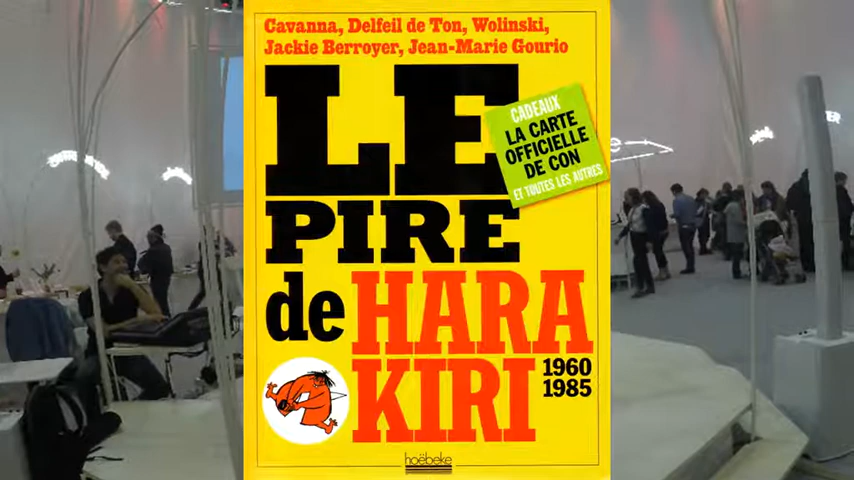 Cavanna, Delfeil de Ton, Wolinski,
Jackie Berroyer, Jean-Marie Gourio
LE
PIRE
de HARA
KIRI
1960
1985
CADEAUX
LA CARTE
OFFICIELLE
DE CON
ET TOUTES LES AUTRES
hoëbeke